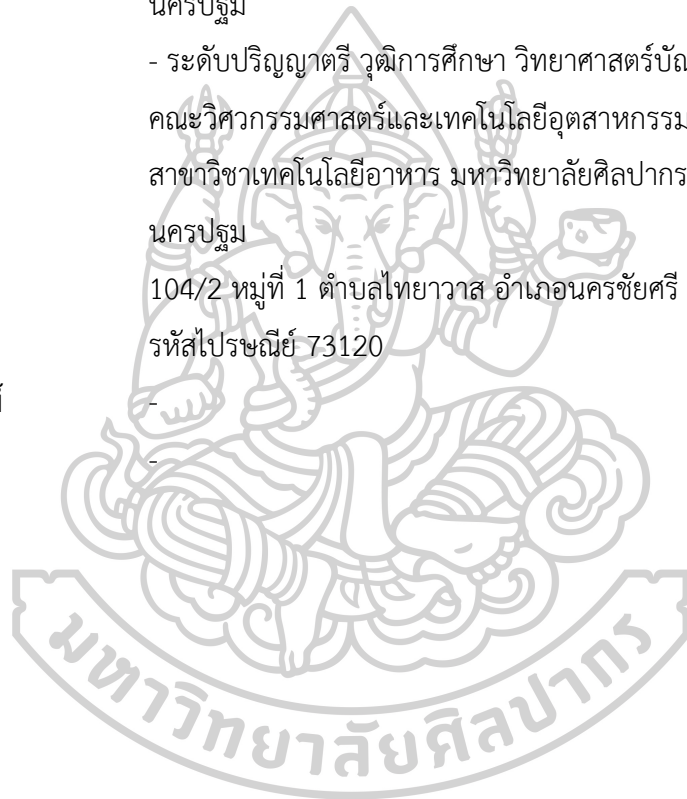 นครปฐม
- ระดับปริญญาตรี วุฒิการศึกษา วิทยาศาสตร์บัณ
คณะวิศวกรรมศาสตร์และเทคโนโลยีอุตสาหกรรม
สาขาวิชาเทคโนโลยีอาหาร มหาวิทยาลัยศิลปากร
นครปฐม
104/2 หมู่ที่ 1 ตำบลไทยาวาส อำเภอนครชัยศรี
รหัสไปรษณีย์ 73120
-
-
มหาวิทยาลัยศิลปากร